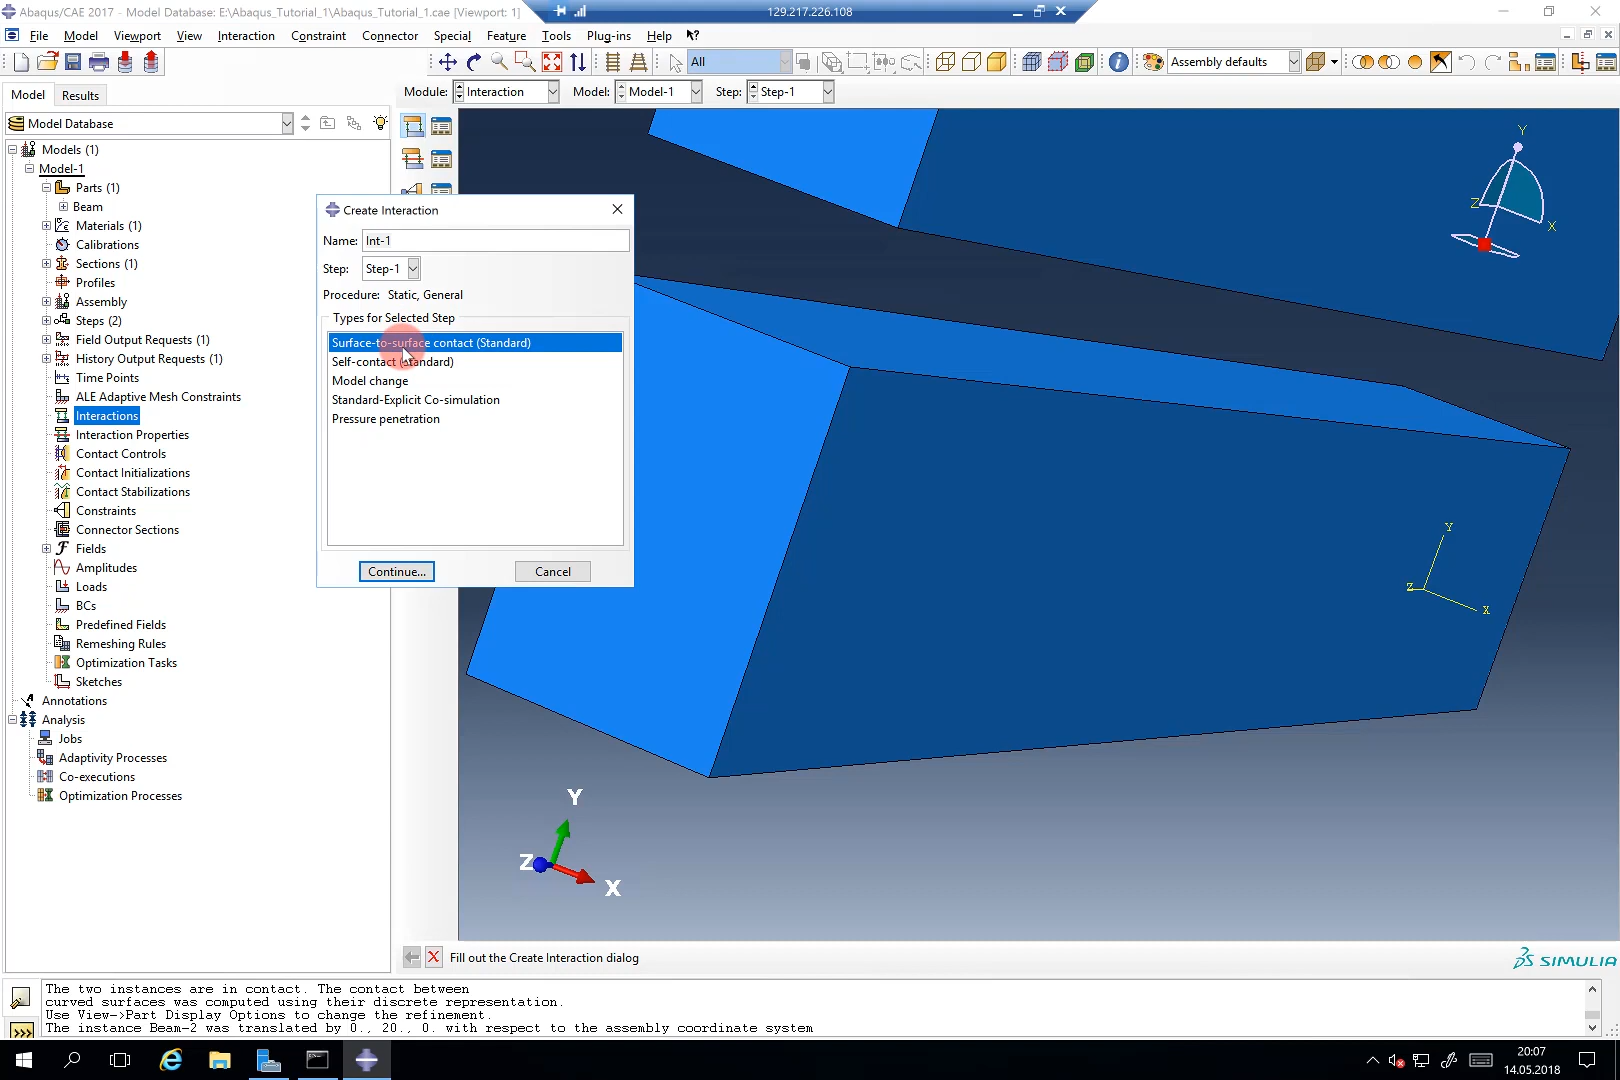 Abaqus/CAE 2017 - Model Database: E:\Abaqus_Tutorial_1\Abaqus_Tutorial_1.cae [Viewport: 1]
129.217.226.108
File Model Viewport View Interaction Constraint Connector Special Feature Tools Plug-ins Help
All
Assembly defaults
Model Results
Module: Interaction Model: Model-1 Step: Step-1
Model Database
Models (1)
Model-1
Parts (1)
Beam
Materials (1)
Calibrations
Sections (1)
Profiles
Assembly
Steps (2)
Field Output Requests (1)
History Output Requests (1)
Time Points
ALE Adaptive Mesh Constraints
Interactions
Interaction Properties
Contact Controls
Contact Initializations
Contact Stabilizations
Constraints
Connector Sections
Fields
Amplitudes
Loads
BCs
Predefined Fields
Remeshing Rules
Optimization Tasks
Sketches
Annotations
Analysis
Jobs
Adaptivity Processes
Co-executions
Optimization Processes
Create Interaction
Name: Int-1
Step: Step-1
Procedure: Static, General
Types for Selected Step
Surface-to-surface contact (Standard)
Self-contact (Standard)
Model change
Standard-Explicit Co-simulation
Pressure penetration
Continue... Cancel
Y
Z
X
Y
Z
X
Y
Z
X
Fill out the Create Interaction dialog
SIMULIA
The two instances are in contact. The contact between
curved surfaces was computed using their discrete representation.
Use View->Part Display Options to change the refinement.
The instance Beam-2 was translated by 0., 20., 0. with respect to the assembly coordinate system
>>>
20:07
14.05.2018